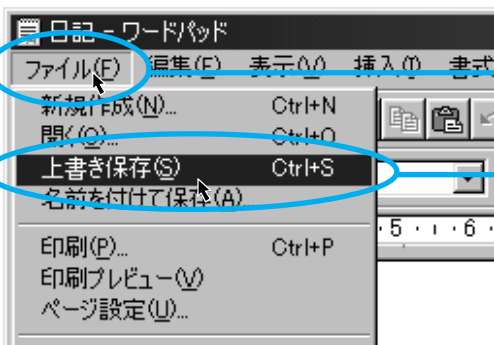 日記 - ワードパッド
ファイル(F) 編集(E) 表示(V) 挿入(I) 書式
新規作成(N)... Ctrl+N
開く(O)... Ctrl+O
上書き保存(S) Ctrl+S
名前を付けて保存(A)...
印刷(P)... Ctrl+P
印刷プレビュー(V)
ページ設定(U)...
5 · ı · 6 ·